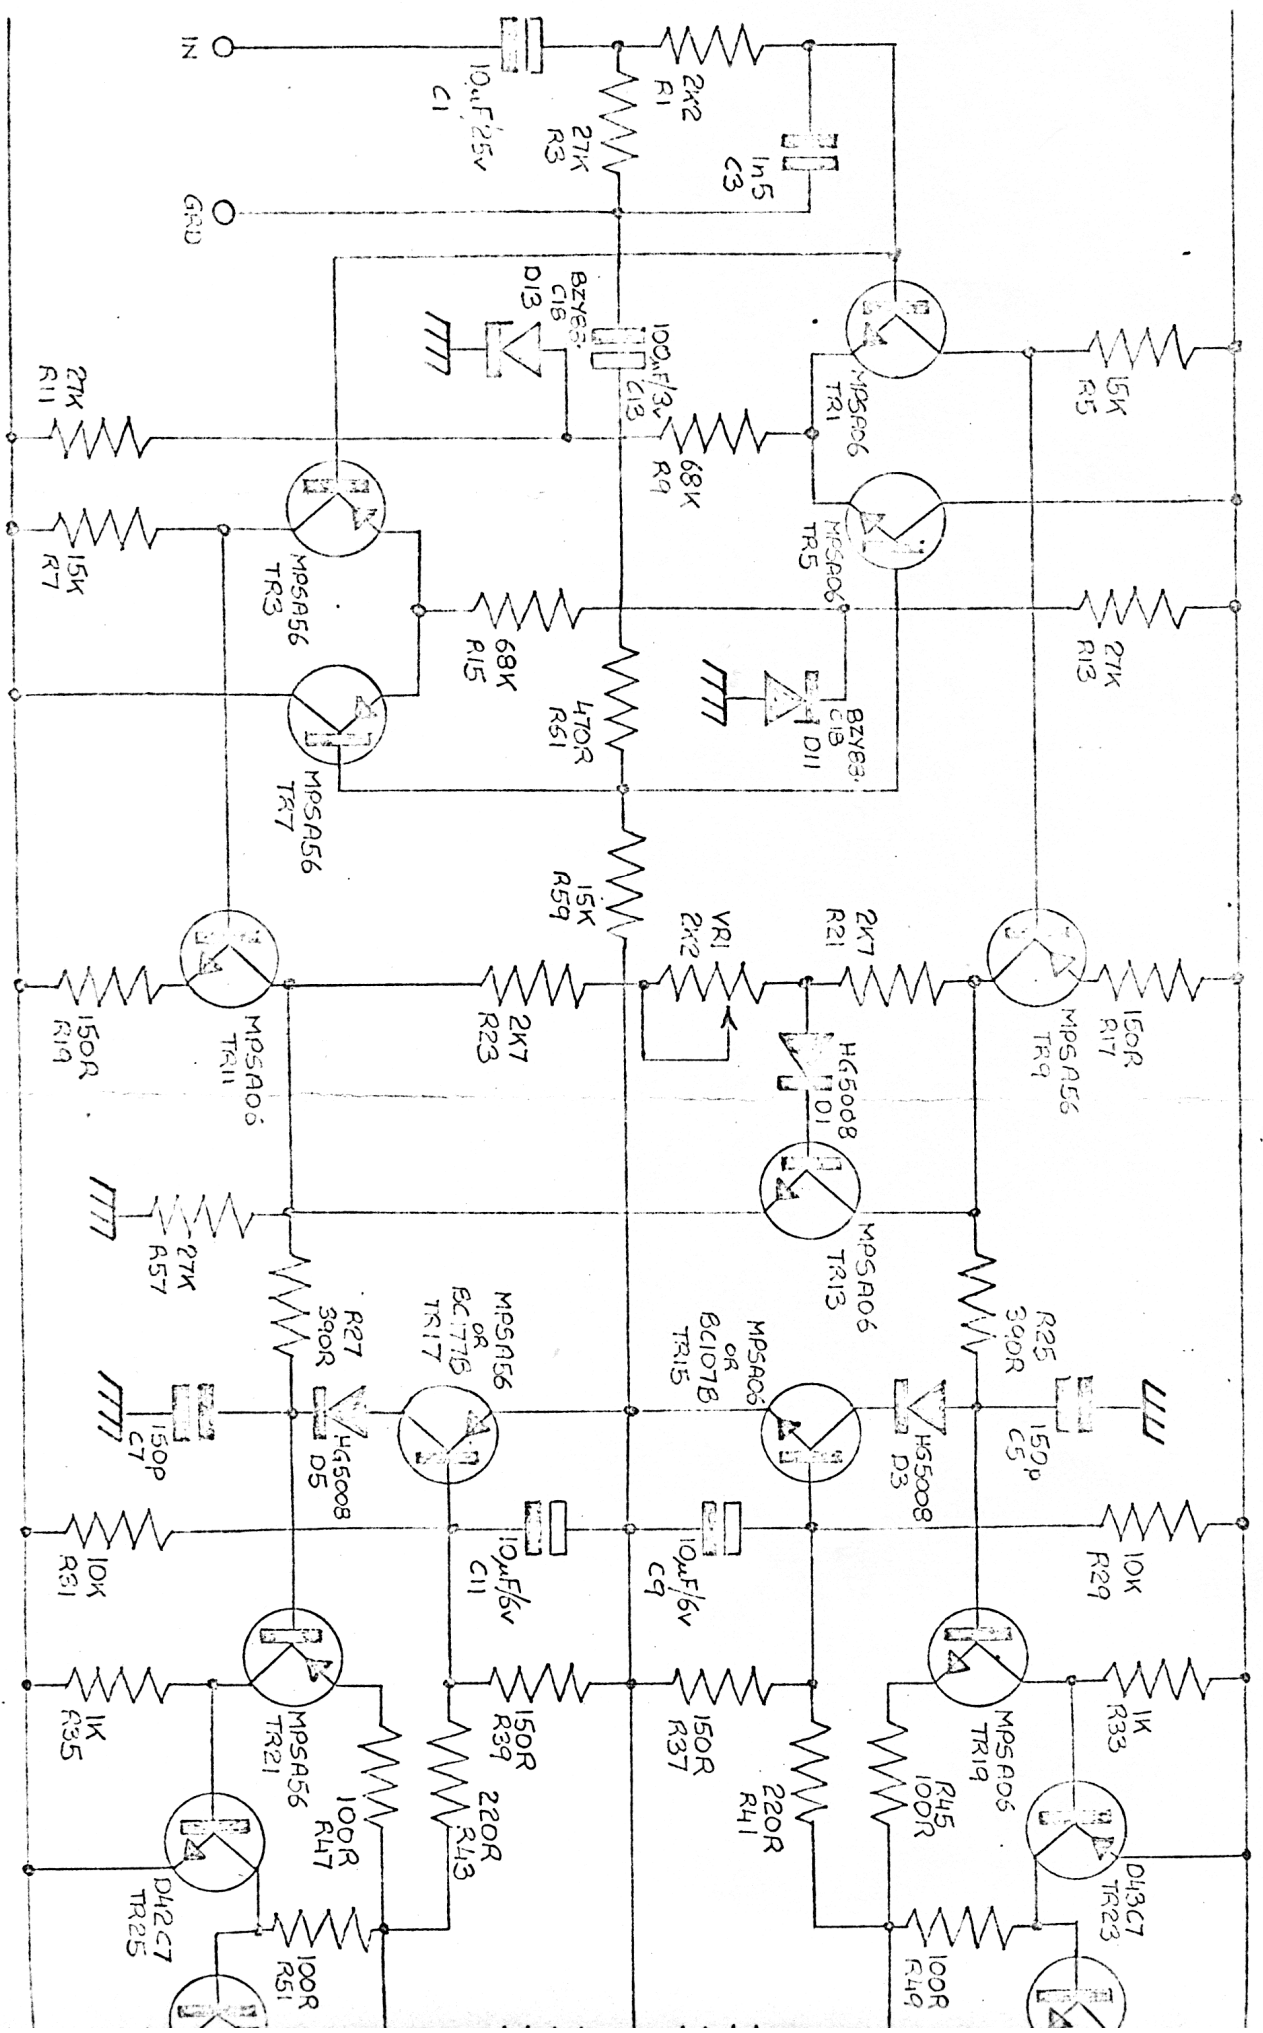 IN
10µF/25v
C1
2K2
R1
27K
R3
1n5
C3
GRD
MPSA06
TR1
15K
R5
BZY88·
C18
D13
100µF/3v
C13
27K
R11
68K
R9
MPSA06
TR5
15K
R7
MPSA56
TR3
68K
R15
27K
R13
470R
R61
BZY88·
C18
D11
MPSA56
TR7
15K
R59
VR1
2K2
2K7
R21
150R
R17
MPSA56
TR9
150R
R19
MPSA06
TR11
2K7
R23
HG5008
D1
MPSA06
TR13
27K
R57
R27
390R
R25
390R
MPSA56
OR
BC177B
TR17
MPSA06
OR
BC107B
TR15
150p
C7
HG5008
D5
HG5008
D3
150p
C5
10K
R31
10µF/6v
C11
10µF/6v
C9
10K
R29
1K
R35
MPSA56
TR21
150R
R39
150R
R37
MPSA06
TR19
1K
R33
100R
R47
220R
R43
220R
R41
R45
100R
D42C7
TR25
100R
R51
100R
R49
D43C7
TR23